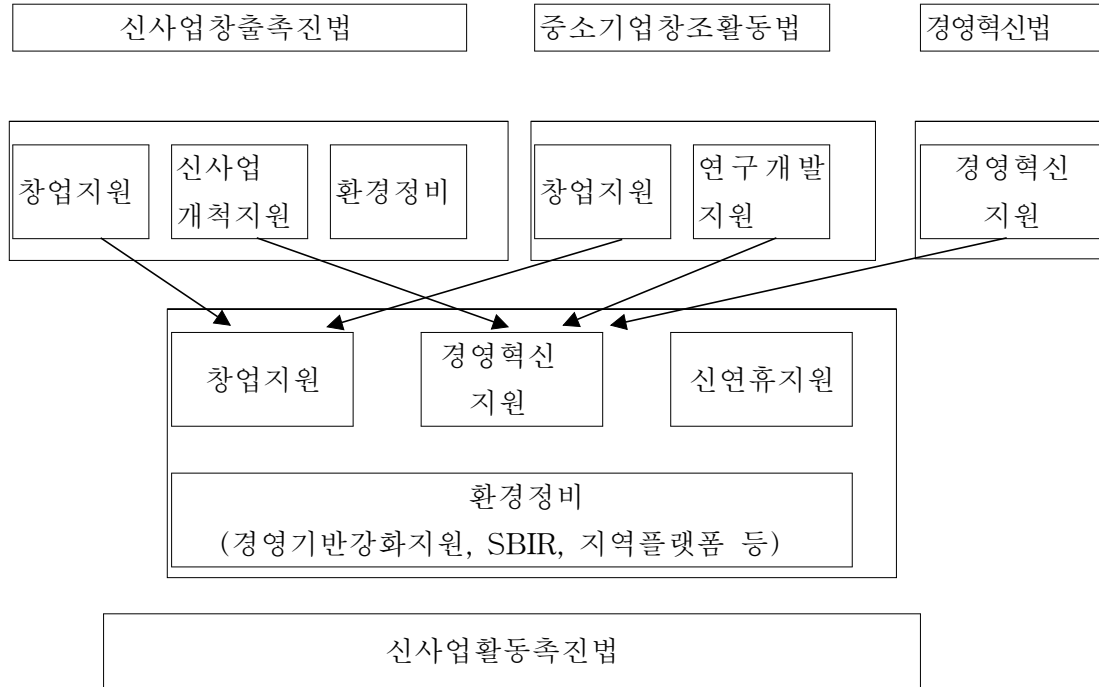 신사업창출촉진법
중소기업창조활동법
경영혁신법
창업지원
신사업
개척지원
환경정비
창업지원
연구개발
지원
경영혁신
지원
창업지원
경영혁신
지원
신연휴지원
환경정비
(경영기반강화지원, SBIR, 지역플랫폼 등)
신사업활동촉진법